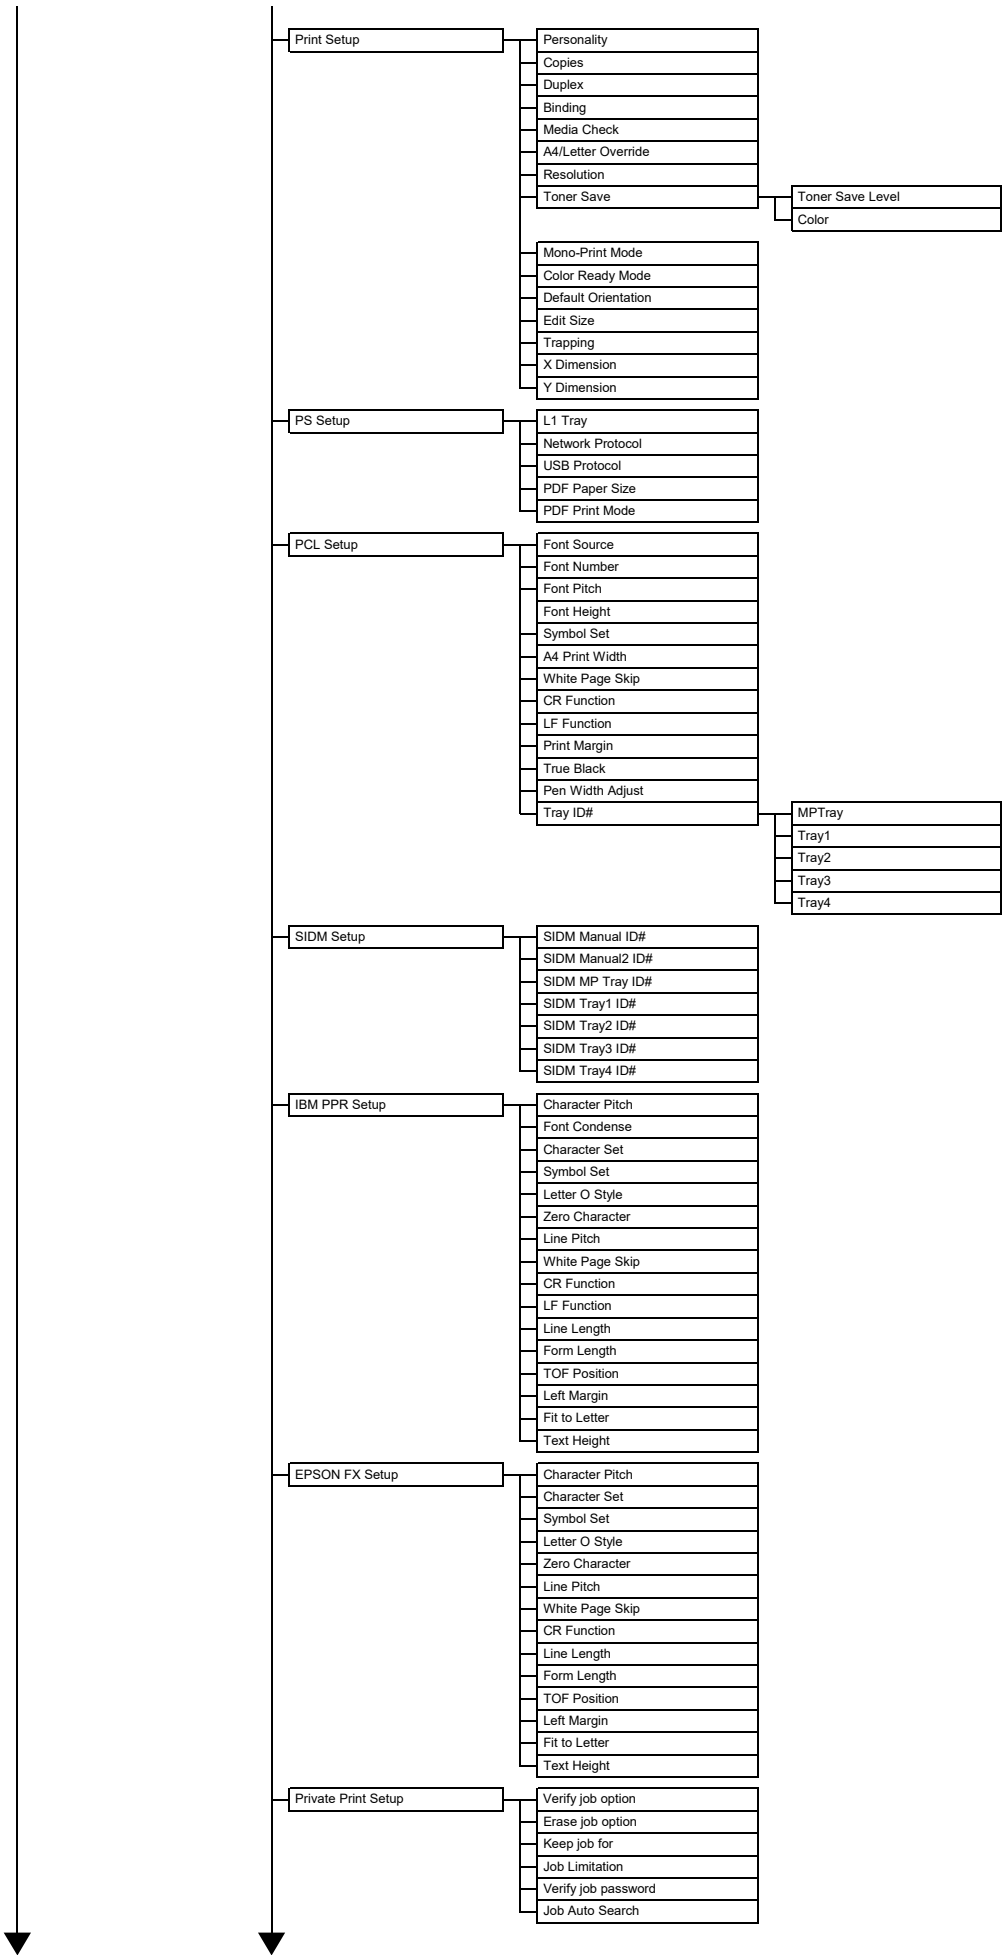 Print Setup
Personality
Copies
Duplex
Binding
Media Check
A4/Letter Override
Resolution
Toner Save
Toner Save Level
Color
Mono-Print Mode
Color Ready Mode
Default Orientation
Edit Size
Trapping
X Dimension
Y Dimension
PS Setup
L1 Tray
Network Protocol
USB Protocol
PDF Paper Size
PDF Print Mode
PCL Setup
Font Source
Font Number
Font Pitch
Font Height
Symbol Set
A4 Print Width
White Page Skip
CR Function
LF Function
Print Margin
True Black
Pen Width Adjust
Tray ID#
MPTray
Tray1
Tray2
Tray3
Tray4
SIDM Setup
SIDM Manual ID#
SIDM Manual2 ID#
SIDM MP Tray ID#
SIDM Tray1 ID#
SIDM Tray2 ID#
SIDM Tray3 ID#
SIDM Tray4 ID#
IBM PPR Setup
Character Pitch
Font Condense
Character Set
Symbol Set
Letter O Style
Zero Character
Line Pitch
White Page Skip
CR Function
LF Function
Line Length
Form Length
TOF Position
Left Margin
Fit to Letter
Text Height
EPSON FX Setup
Character Pitch
Character Set
Symbol Set
Letter O Style
Zero Character
Line Pitch
White Page Skip
CR Function
Line Length
Form Length
TOF Position
Left Margin
Fit to Letter
Text Height
Private Print Setup
Verify job option
Erase job option
Keep job for
Job Limitation
Verify job password
Job Auto Search